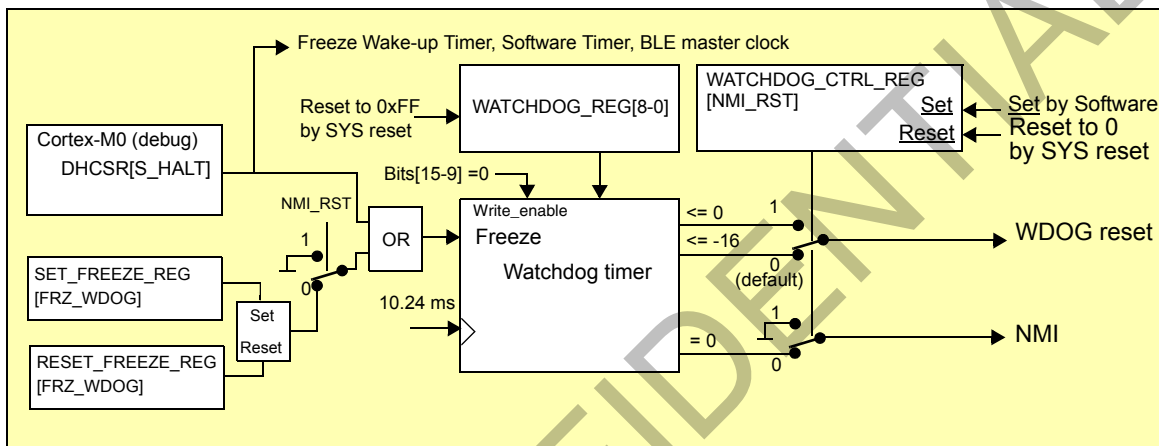 Freeze Wake-up Timer, Software Timer, BLE master clock
Cortex-M0 (debug)
DHCSR[S_HALT]
Reset to 0xFF
by SYS reset
WATCHDOG_REG[8-0]
WATCHDOG_CTRL_REG
[NMI_RST]
Set
Reset
Set by Software
Reset to 0
by SYS reset
Bits[15-9] =0
NMI_RST
1
0
OR
Write_enable
Freeze
Watchdog timer
10.24 ms
<= 0
<= -16
= 0
1
0
(default)
WDOG reset
1
0
NMI
SET_FREEZE_REG
[FRZ_WDOG]
Set
Reset
RESET_FREEZE_REG
[FRZ_WDOG]